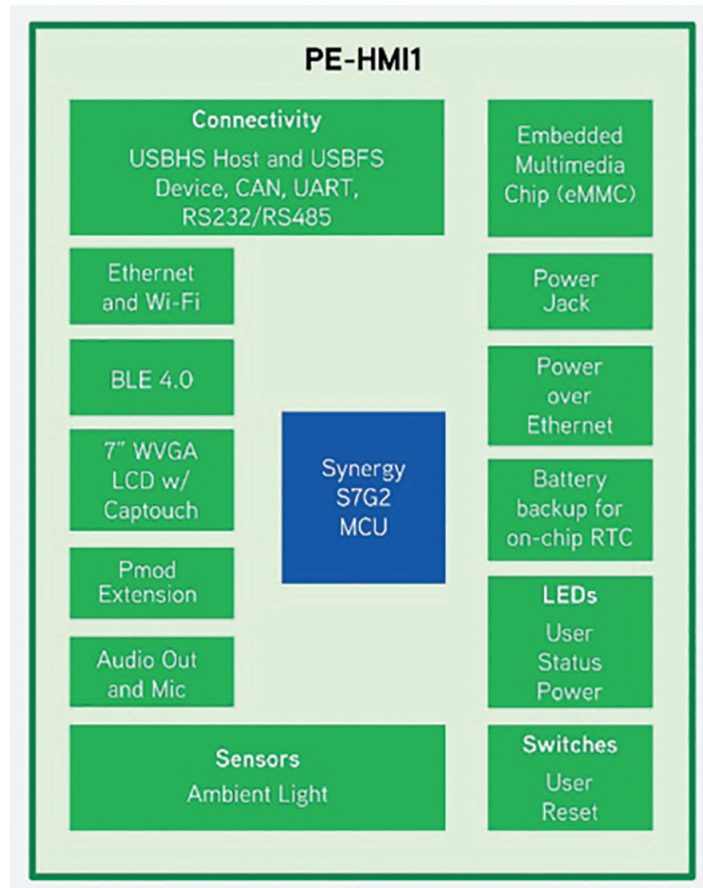 PE-HMI1
Connectivity
USBHS Host and USBFS
Device, CAN, UART,
RS232/RS485
Ethernet
and Wi-Fi
BLE 4.0
7" WVGA
LCD w/
Captouch
Pmod
Extension
Audio Out
and Mic
Sensors
Ambient Light
Synergy
S7G2
MCU
Embedded
Multimedia
Chip (eMMC)
Power
Jack
Power
over
Ethernet
Battery
backup for
on-chip RTC
LEDs
User
Status
Power
Switches
User
Reset